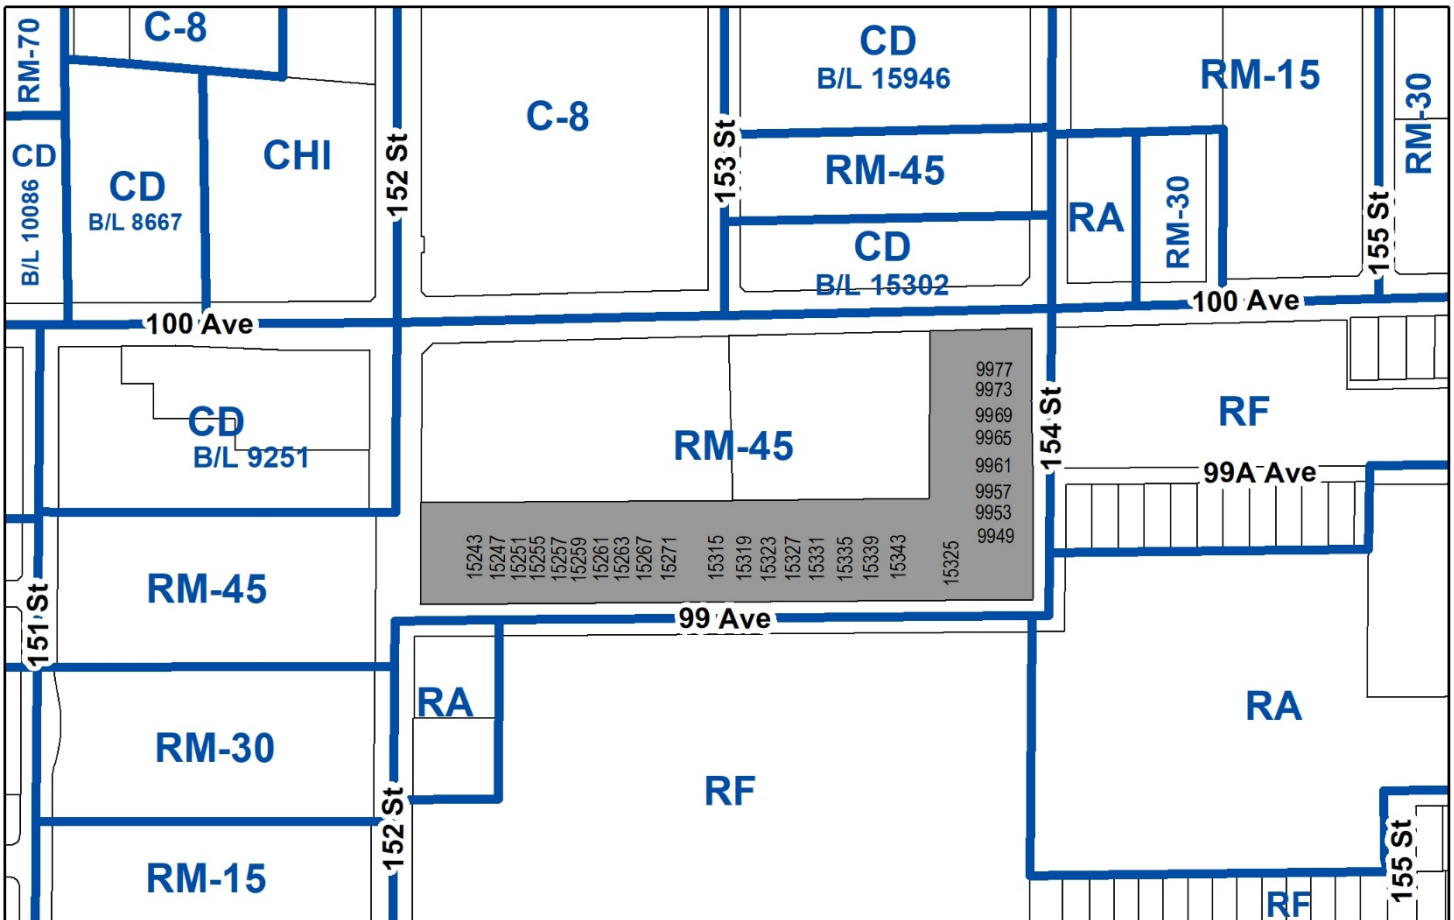 RM-70
C-8
CD
B/L 15946
RM-15
RM-30
CD
B/L 10086
CD
B/L 8667
CHI
152 St
C-8
153 St
RM-45
CD
B/L 15302
RA
RM-30
155 St
100 Ave
100 Ave
CD
B/L 9251
RM-45
9977
9973
9969
9965
9961
9957
9953
9949
154 St
RF
99A Ave
15243
15247
15251
15255
15257
15259
15261
15263
15267
15271
15315
15319
15323
15327
15331
15335
15339
15343
15325
RM-45
151 St
99 Ave
RA
RA
RM-30
RF
152 St
155 St
RM-15
RF